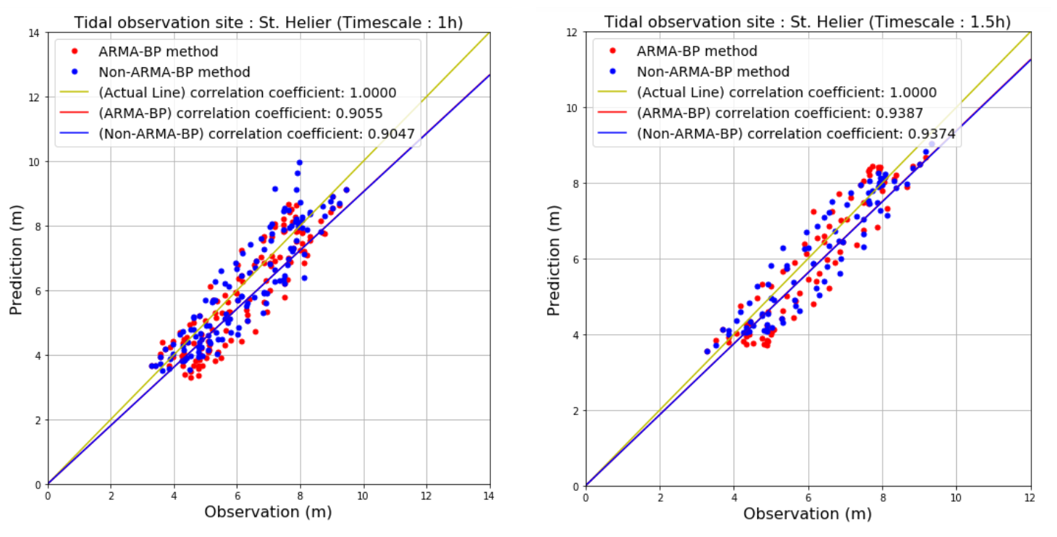 Tidal observation site : St. Helier (Timescale : 1h)
14
12
10
8
6
4
2
0
Prediction (m)
ARMA-BP method
Non-ARMA-BP method
(Actual Line) correlation coefficient: 1.0000
(ARMA-BP) correlation coefficient: 0.9055
(Non-ARMA-BP) correlation coefficient: 0.9047
0 2 4 6 8 10 12 14
Observation (m)
Tidal observation site : St. Helier (Timescale : 1.5h)
12
10
8
6
4
2
0
Prediction (m)
ARMA-BP method
Non-ARMA-BP method
(Actual Line) correlation coefficient: 1.0000
(ARMA-BP) correlation coefficient: 0.9387
(Non-ARMA-BP) correlation coefficient: 0.9374
0 2 4 6 8 10 12
Observation (m)